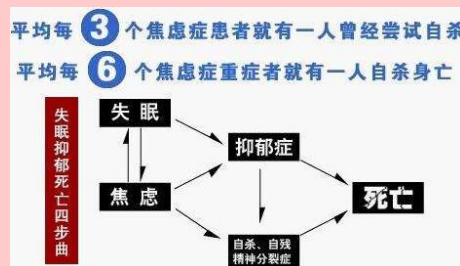 平均每3个焦虑症患者就有一人曾经尝试自杀
平均每6个焦虑症重症者就有一人自杀身亡
失眠抑郁死亡四步曲
失眠
抑郁症
焦虑
死亡
自杀、自残
精神分裂症